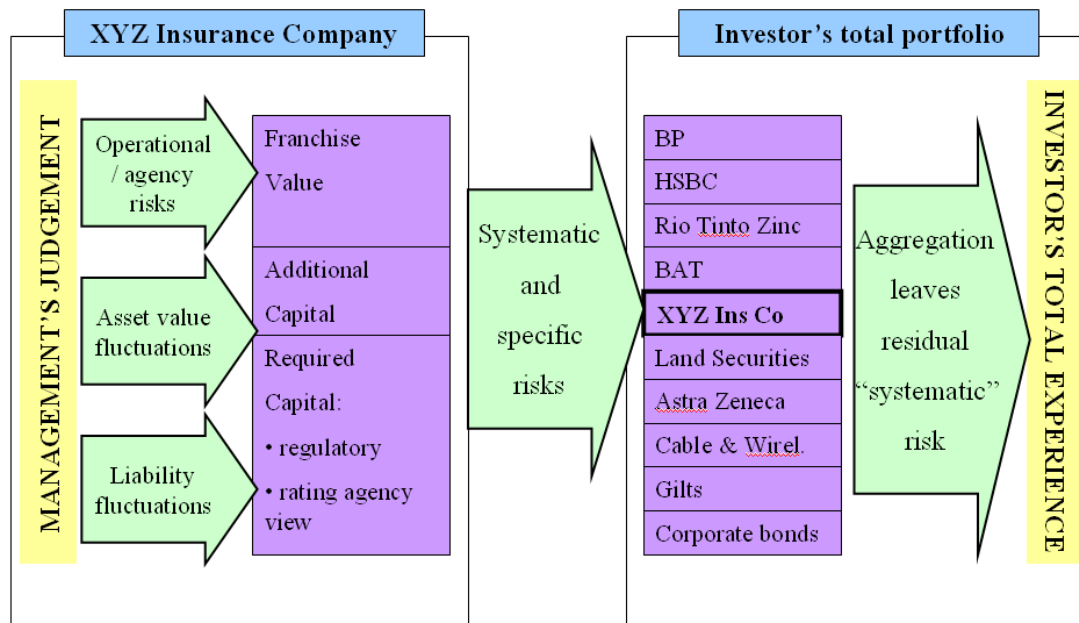 XYZ Insurance Company
Investor's total portfolio
MANAGEMENT'S JUDGEMENT
Operational
/ agency
risks
Asset value
fluctuations
Liability
fluctuations
Franchise
Value
Additional
Capital
Required
Capital:
• regulatory
• rating agency
view
Systematic
and
specific
risks
BP
HSBC
Rio Tinto Zinc
BAT
XYZ Ins Co
Land Securities
Astra Zeneca
Cable & Wirel.
Gilts
Corporate bonds
Aggregation
leaves
residual
“systematic”
risk
INVESTOR'S TOTAL EXPERIENCE